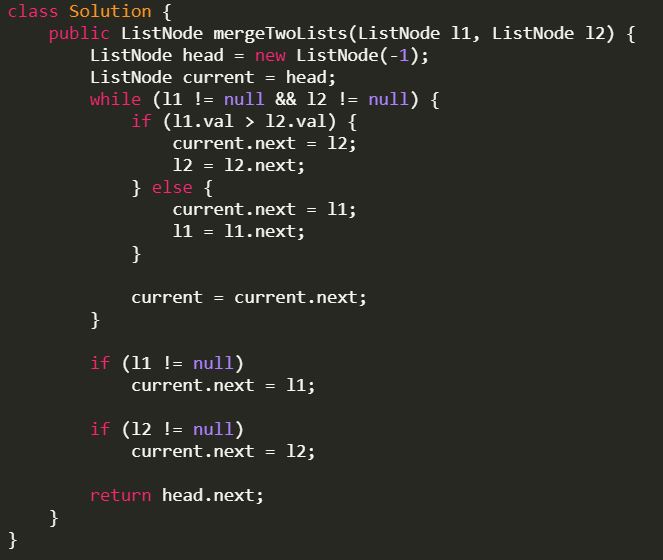 class Solution {
    public ListNode mergeTwoLists(ListNode l1, ListNode l2) {
        ListNode head = new ListNode(-1);
        ListNode current = head;
        while (l1 != null && l2 != null) {
            if (l1.val > l2.val) {
                current.next = l2;
                l2 = l2.next;
            } else {
                current.next = l1;
                l1 = l1.next;
            }

            current = current.next;
        }

        if (l1 != null)
            current.next = l1;

        if (l2 != null)
            current.next = l2;

        return head.next;
    }
}